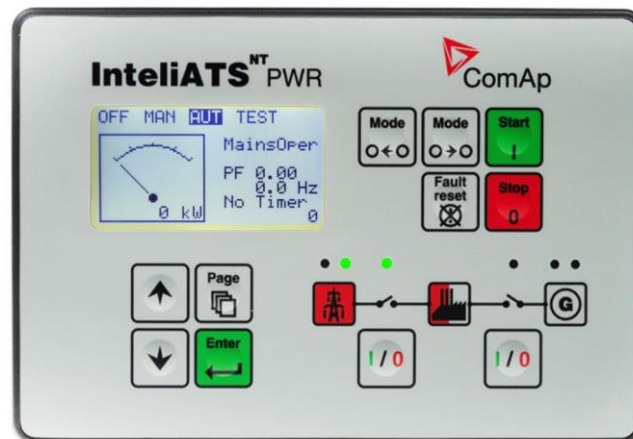 InteliATS NT PWR
ComAp
OFF MAN AUT TEST
MainsOper
PF 0.00
0.0 Hz
No Timer
0 kW
0
Mode
Mode
Start
I
Fault reset
Stop
0
Page
Enter
G
I/0
I/0